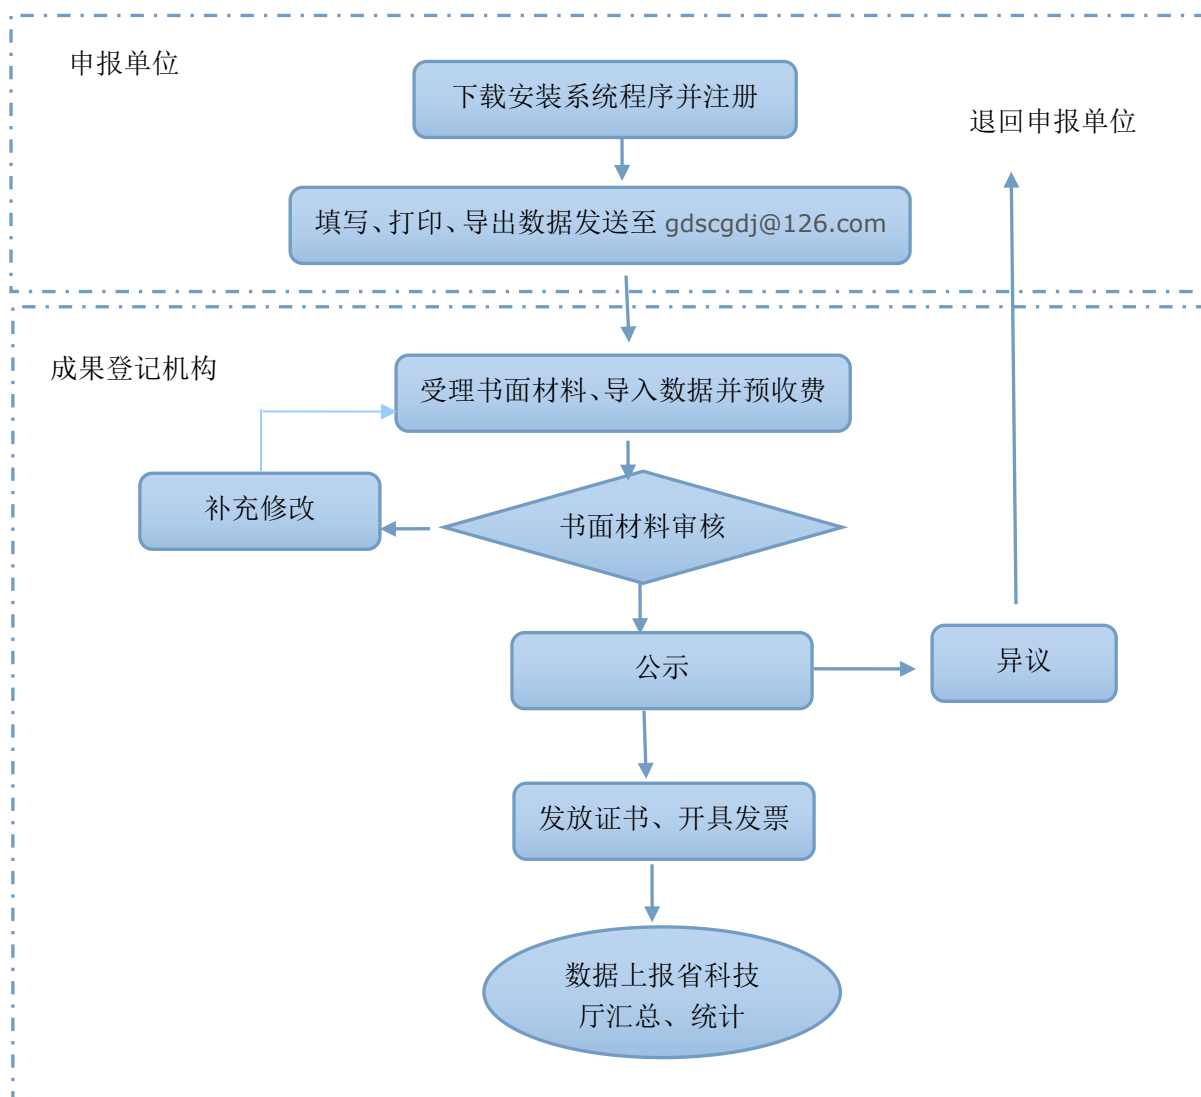 申报单位
下载安装系统程序并注册
退回申报单位
填写、打印、导出数据发送至 gdscgdj@126.com
成果登记机构
受理书面材料、导入数据并预收费
补充修改
书面材料审核
公示
异议
发放证书、开具发票
数据上报省科技
厅汇总、统计